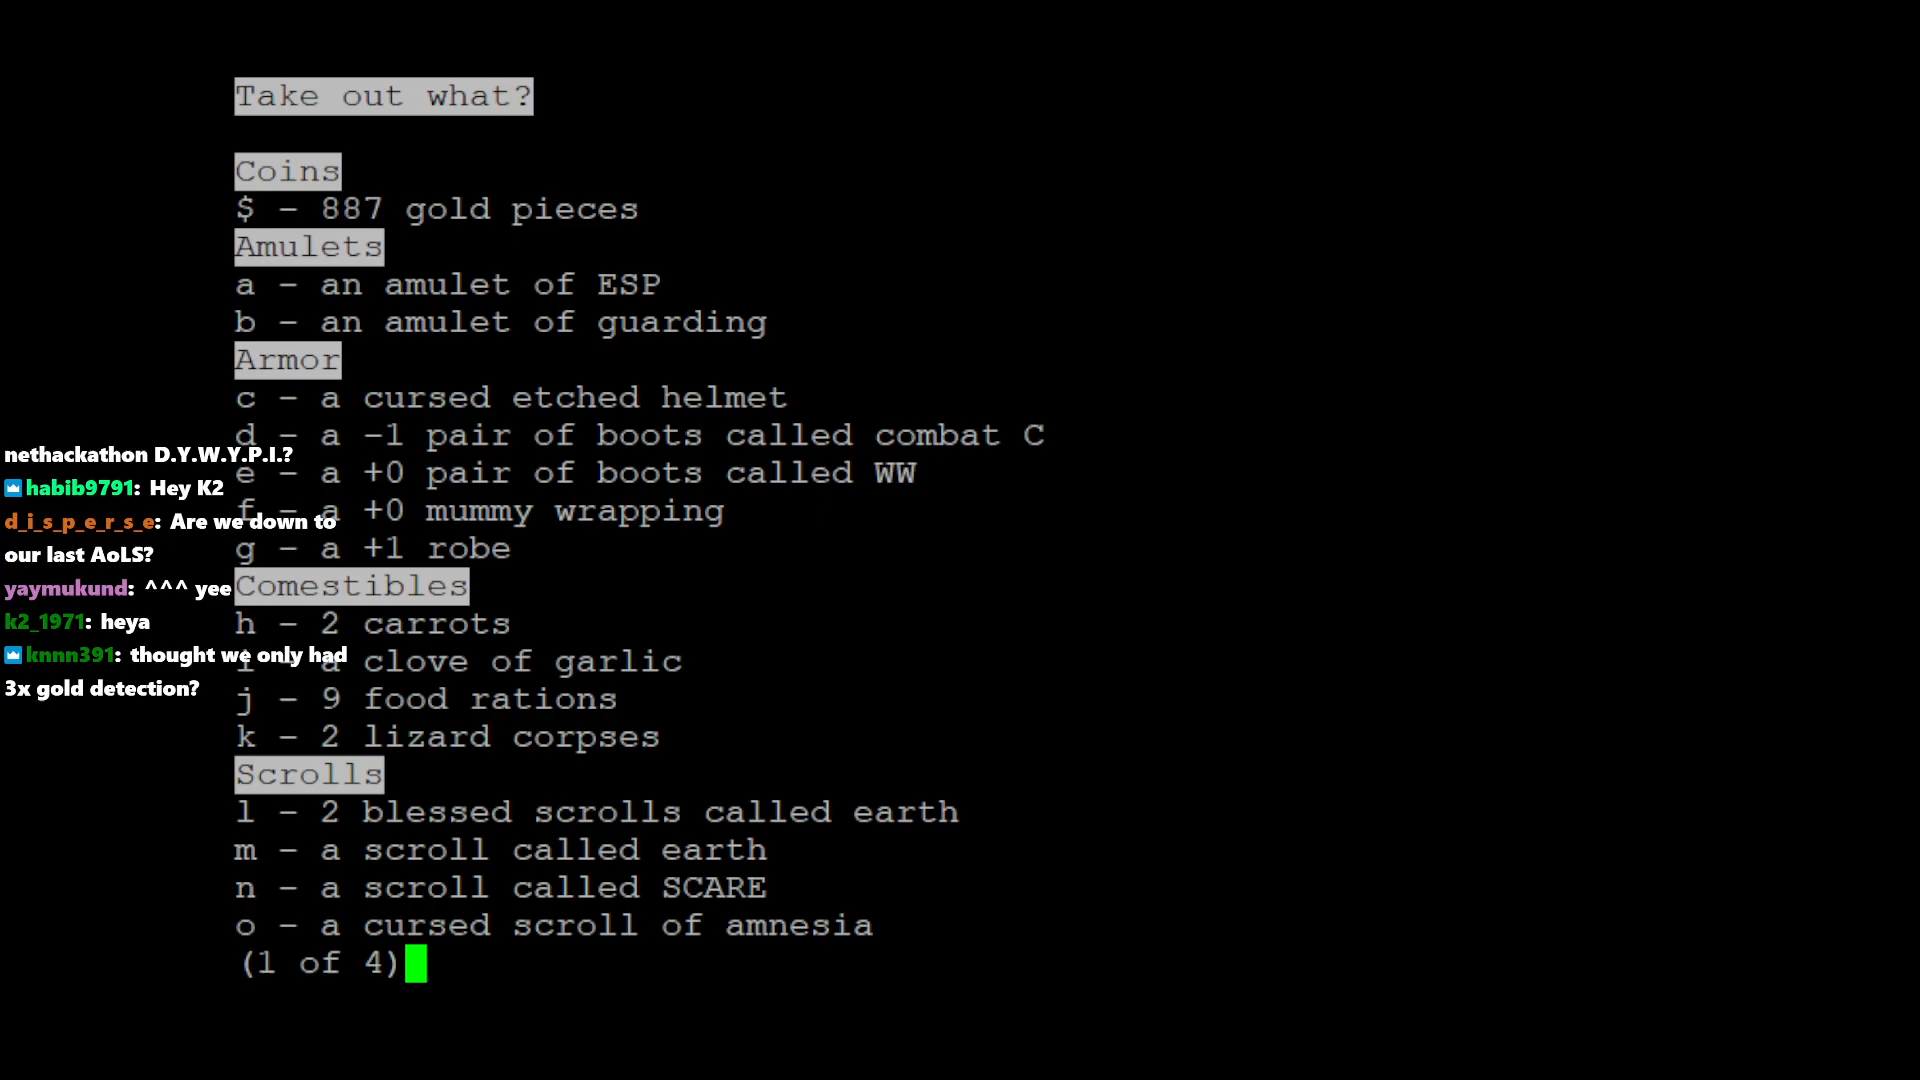 Take out what?
Coins
$ - 887 gold pieces
Amulets
a - an amulet of ESP
b - an amulet of guarding
Armor
c - a cursed etched helmet
d - a -1 pair of boots called combat C
e - a +0 pair of boots called WW
f - a +0 mummy wrapping
g - a +1 robe
Comestibles
h - 2 carrots
i - a clove of garlic
j - 9 food rations
k - 2 lizard corpses
Scrolls
l - 2 blessed scrolls called earth
m - a scroll called earth
n - a scroll called SCARE
o - a cursed scroll of amnesia
(1 of 4)
nethackathon D.Y.W.Y.P.I.?
habib9791: Hey K2
d_i_s_p_e_r_s_e: Are we down to
our last AoLS?
yaymukund: ^^^ yee
k2_1971: heya
knnn391: thought we only had
3x gold detection?